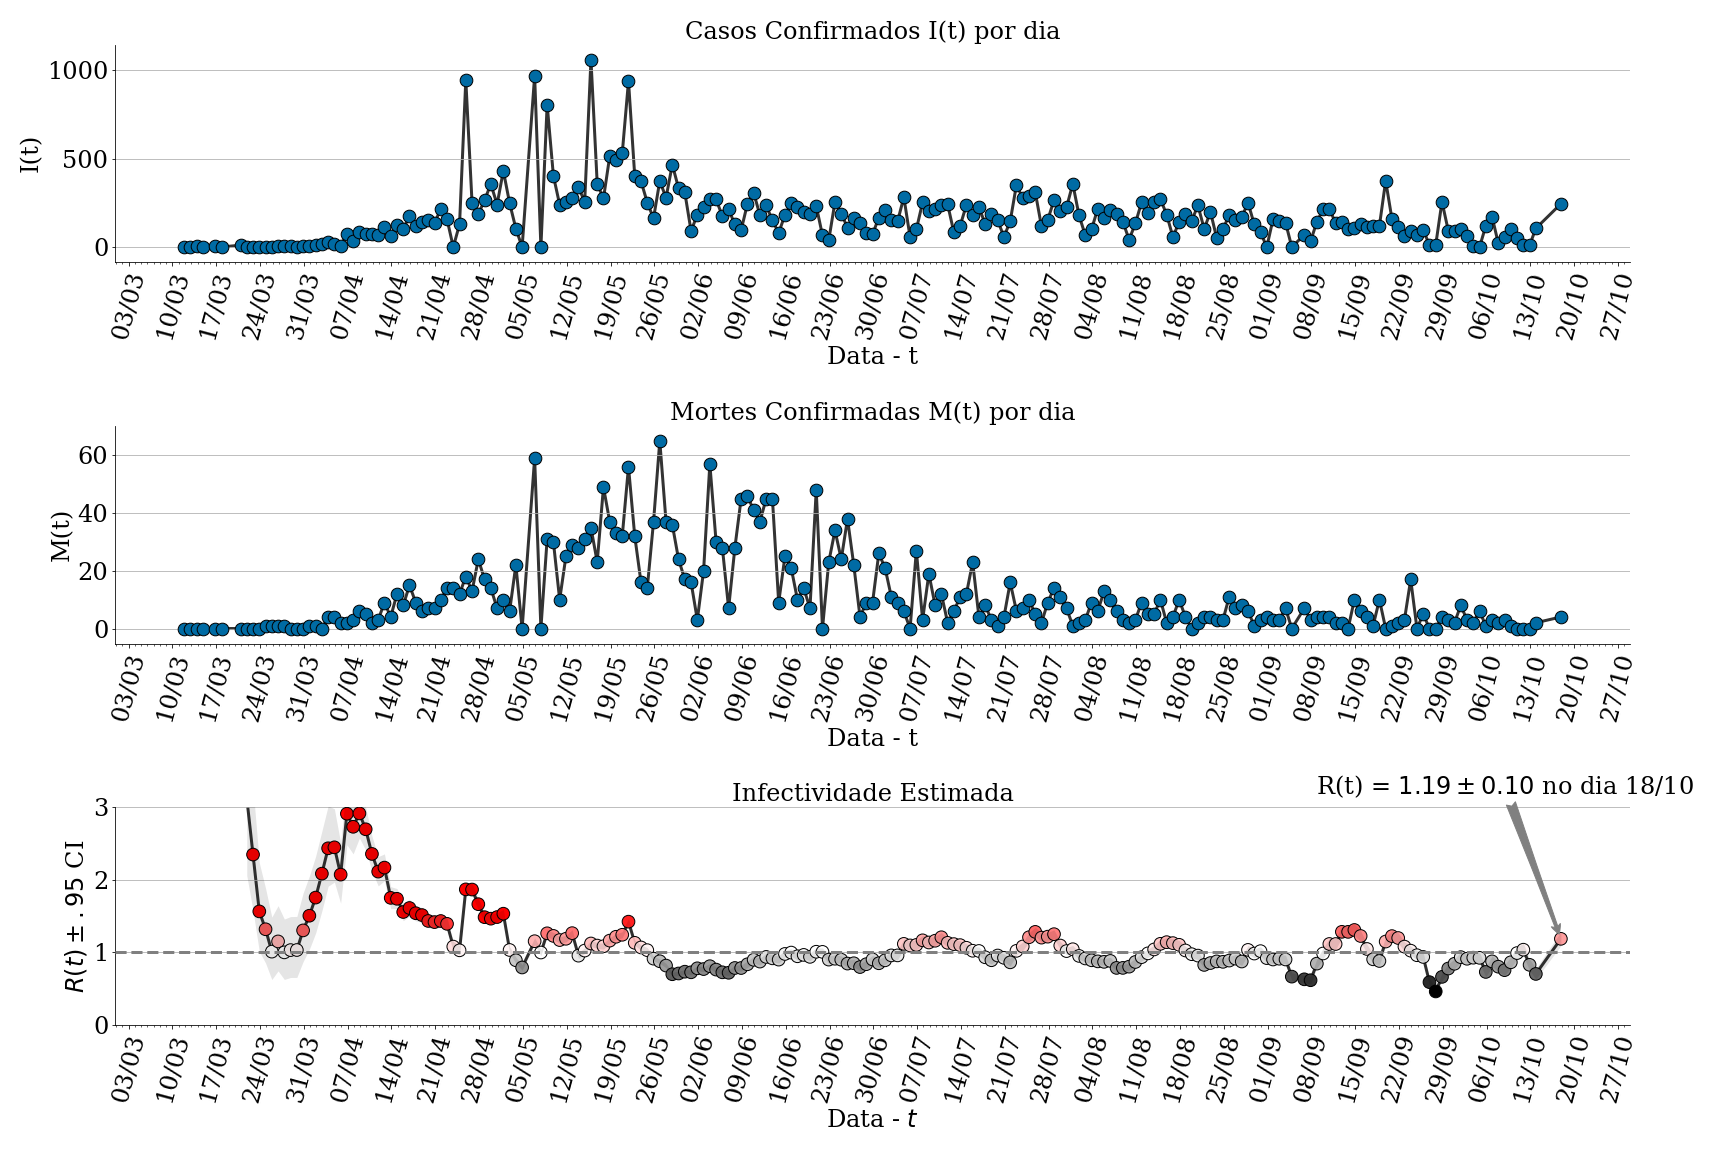 Casos Confirmados I(t) por dia
1000
500
0
I(t)
03/03 10/03 17/03 24/03 31/03 07/04 14/04 21/04 28/04 05/05 12/05 19/05 26/05 02/06 09/06 16/06 23/06 30/06 07/07 14/07 21/07 28/07 04/08 11/08 18/08 25/08 01/09 08/09 15/09 22/09 29/09 06/10 13/10 20/10 27/10
Data - t
Mortes Confirmadas M(t) por dia
60
40
20
0
M(t)
03/03 10/03 17/03 24/03 31/03 07/04 14/04 21/04 28/04 05/05 12/05 19/05 26/05 02/06 09/06 16/06 23/06 30/06 07/07 14/07 21/07 28/07 04/08 11/08 18/08 25/08 01/09 08/09 15/09 22/09 29/09 06/10 13/10 20/10 27/10
Data - t
R(t) = 1.19 ± 0.10 no dia 18/10
Infectividade Estimada
3
2
1
0
R(t) ± .95 CI
03/03 10/03 17/03 24/03 31/03 07/04 14/04 21/04 28/04 05/05 12/05 19/05 26/05 02/06 09/06 16/06 23/06 30/06 07/07 14/07 21/07 28/07 04/08 11/08 18/08 25/08 01/09 08/09 15/09 22/09 29/09 06/10 13/10 20/10 27/10
Data - t